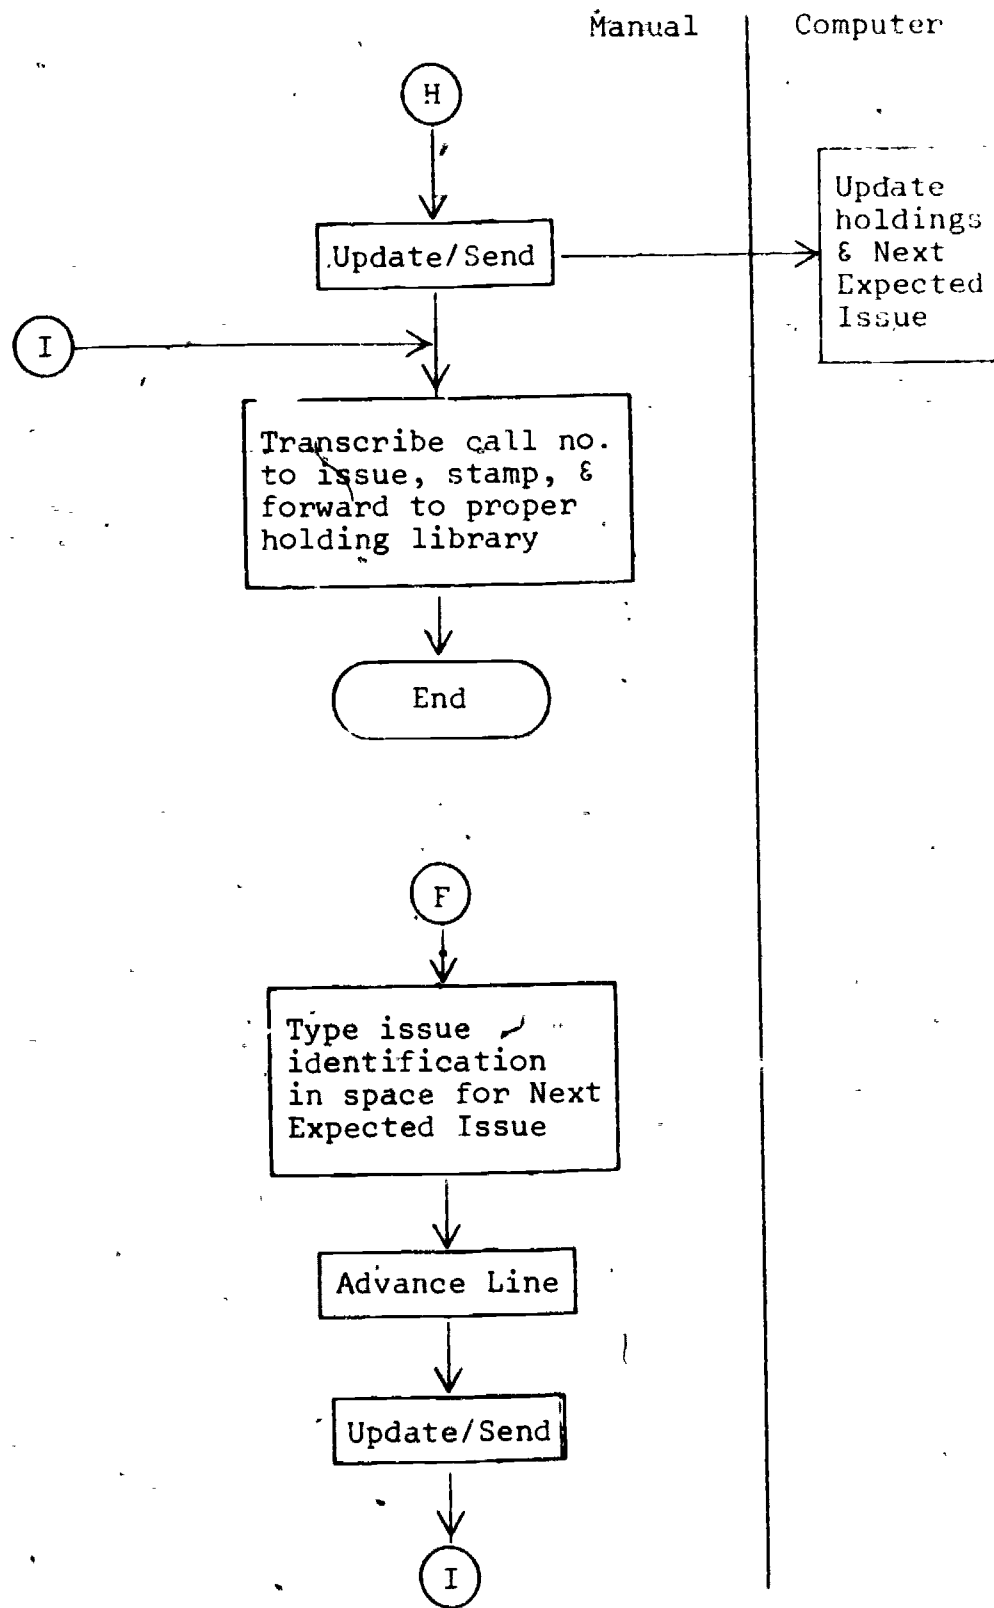 Manual
Computer
H
Update/Send
Update
holdings
& Next
Expected
Issue
I
Transcribe call no.
to issue, stamp, &
forward to proper
holding library
End
F
Type issue
identification
in space for Next
Expected Issue
Advance Line
Update/Send
I